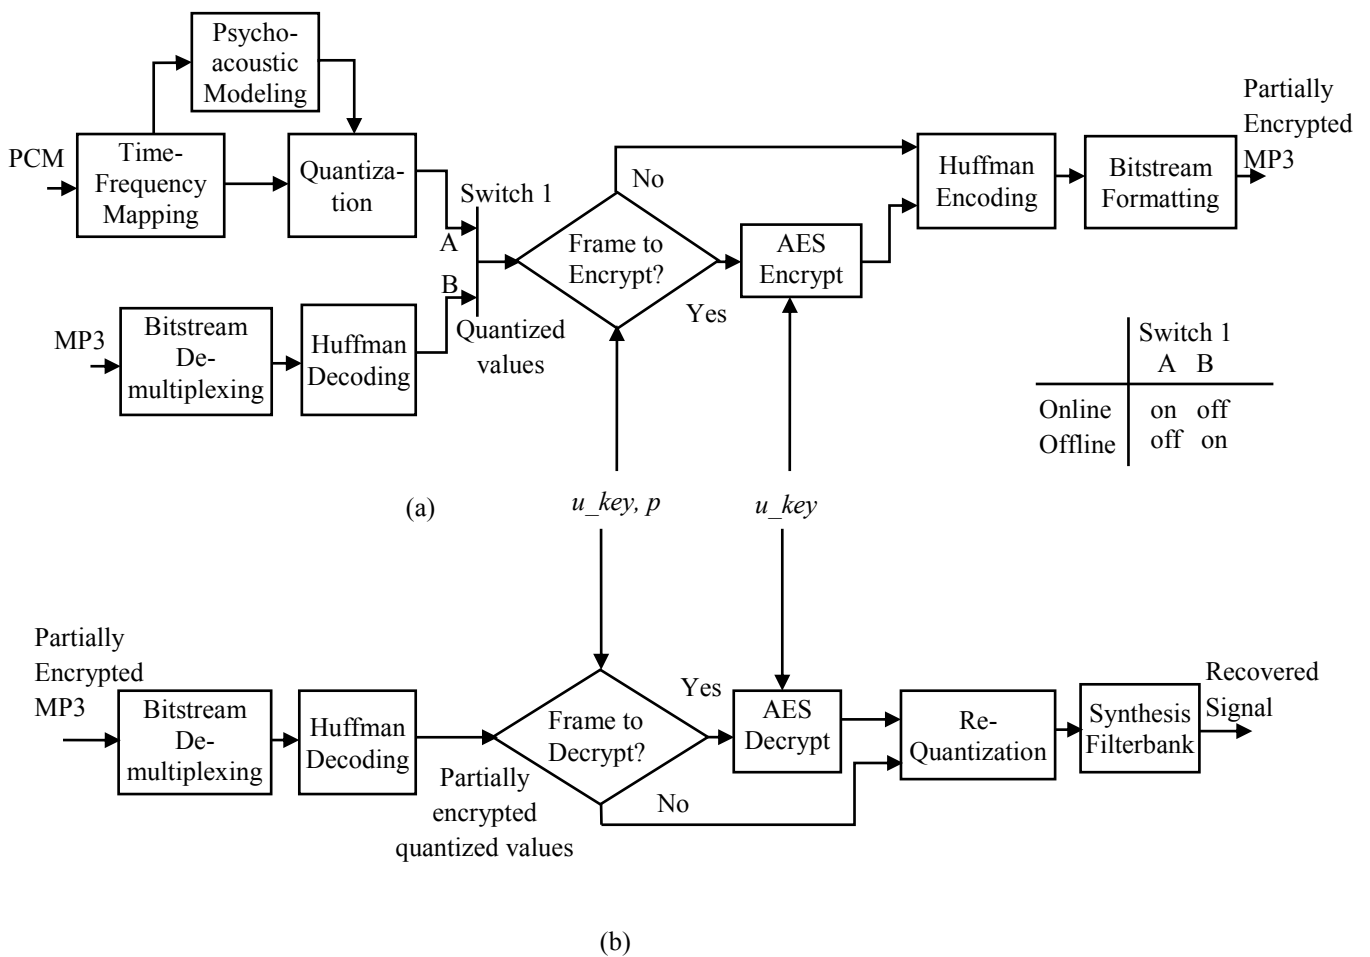 Psycho-
acoustic
Modeling
PCM
Time-
Frequency
Mapping
Quantiza-
tion
Switch 1
A
B
Quantized
values
MP3
Bitstream
De-
multiplexing
Huffman
Decoding
Frame to
Encrypt?
No
Yes
AES
Encrypt
Huffman
Encoding
Bitstream
Formatting
Partially
Encrypted
MP3
Switch 1
A B
Online on off
Offline off on
(a)
u_key, p
u_key
Partially
Encrypted
MP3
Bitstream
De-
multiplexing
Huffman
Decoding
Partially
encrypted
quantized values
Frame to
Decrypt?
Yes
No
AES
Decrypt
Re-
Quantization
Synthesis
Filterbank
Recovered
Signal
(b)